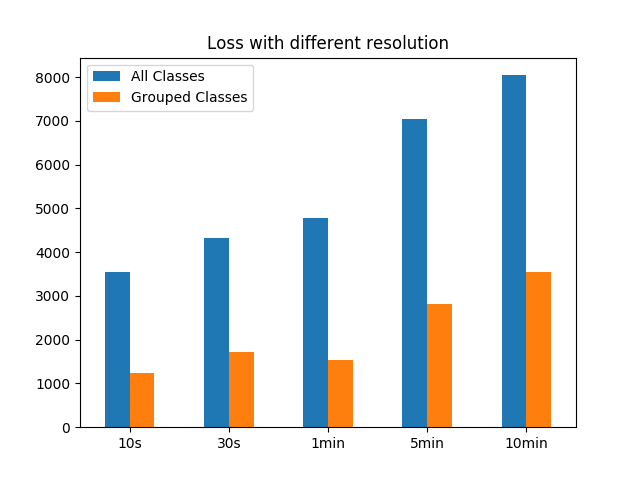 Loss with different resolution
All Classes
Grouped Classes
8000
7000
6000
5000
4000
3000
2000
1000
0
10s
30s
1min
5min
10min